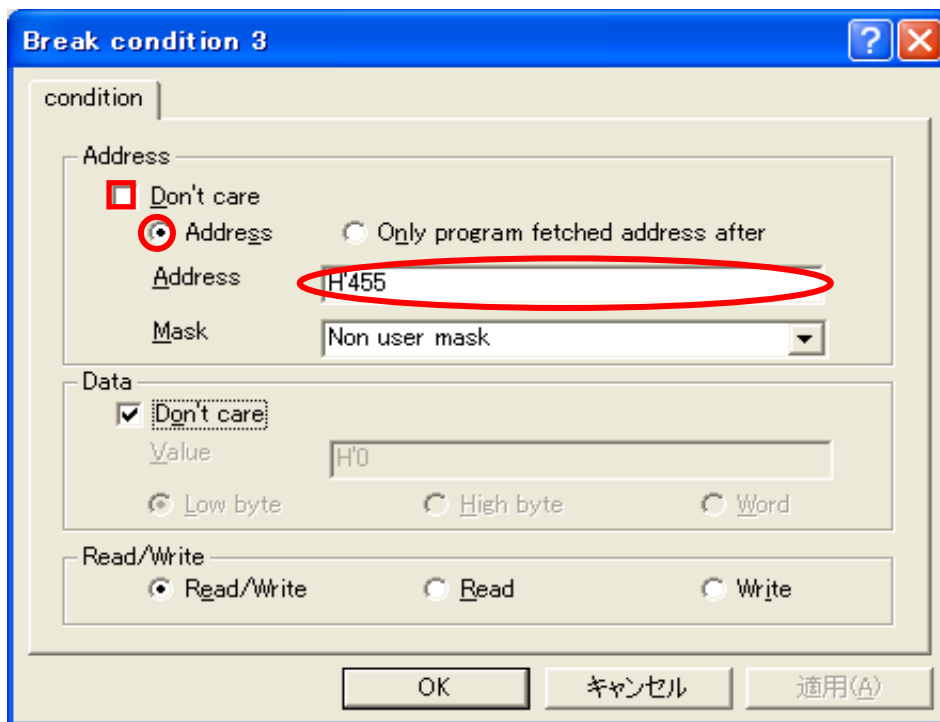 Break condition 3
condition
Address
Don't care
Address Only program fetched address after
Address H'455
Mask Non user mask
Data
Don't care
Value H'0
Low byte High byte Word
Read/Write
Read/Write Read Write
OK キャンセル 適用(A)